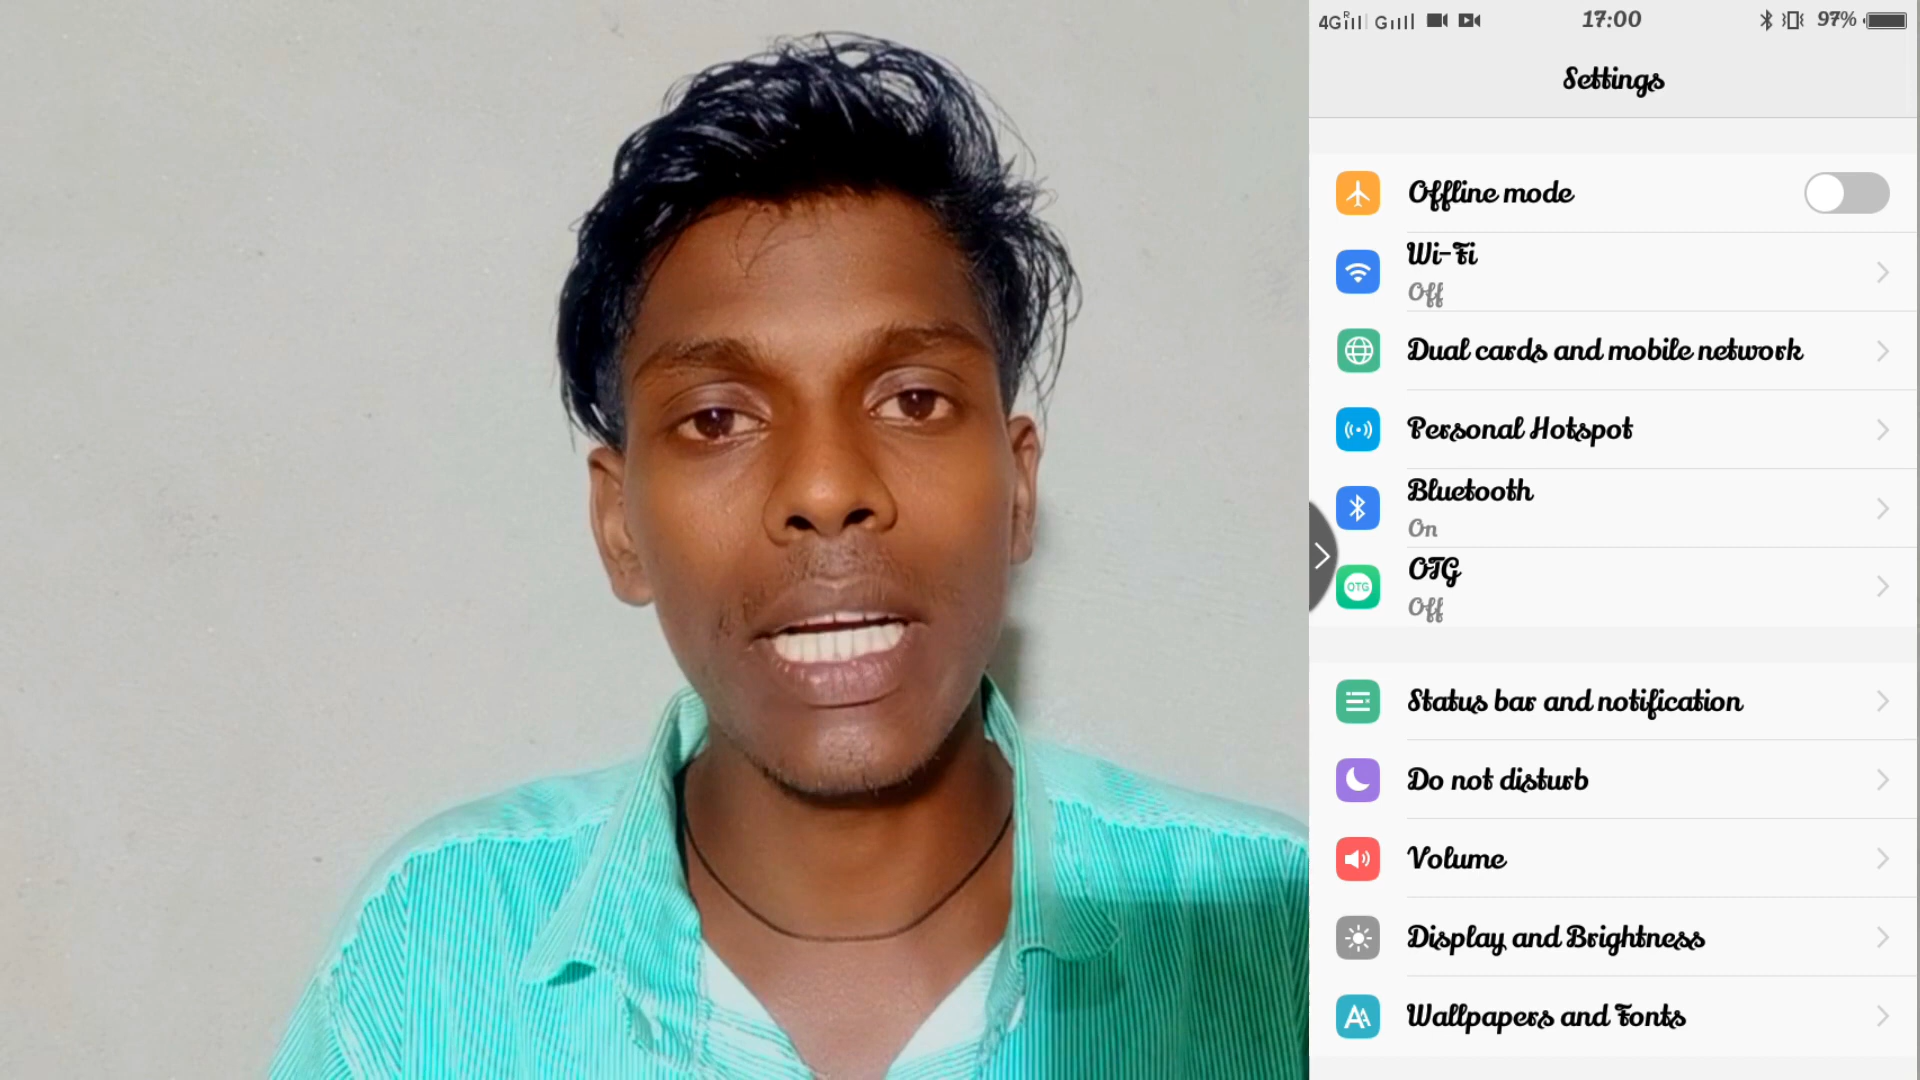 4G R G 17:00 97%
Settings
Offline mode
Wi-Fi
Off
Dual cards and mobile network
Personal Hotspot
Bluetooth
On
OTG
OTG
Off
Status bar and notification
Do not disturb
Volume
Display and Brightness
Wallpapers and Fonts